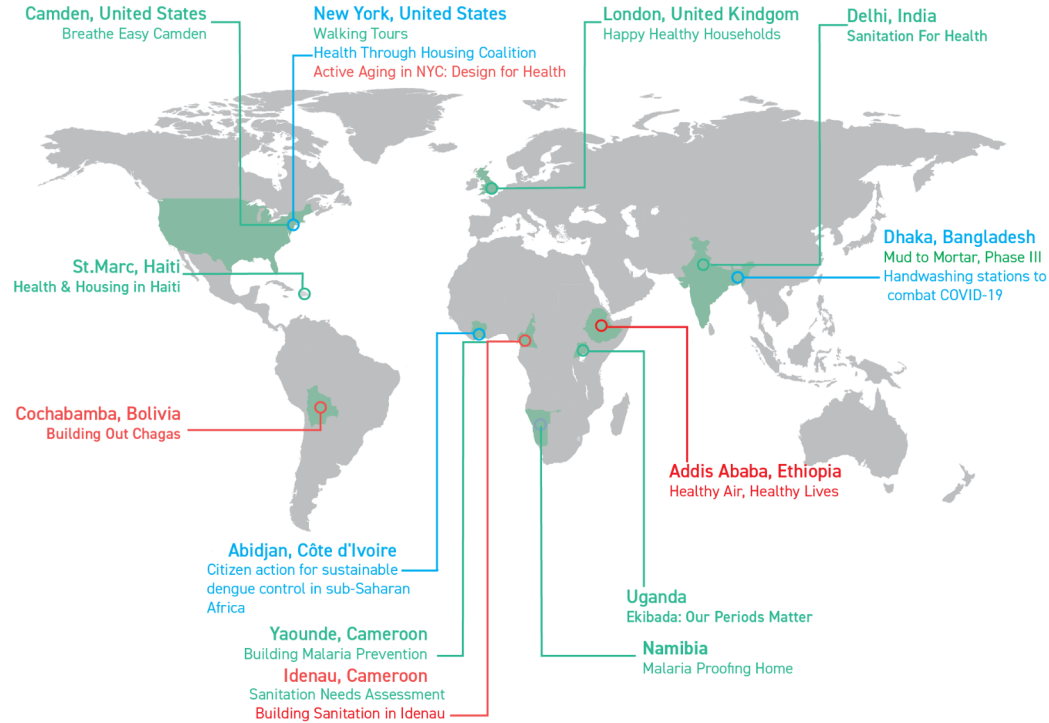 Camden, United States
Breathe Easy Camden
New York, United States
Walking Tours
Health Through Housing Coalition
Active Aging in NYC: Design for Health
London, United Kindgom
Happy Healthy Households
Delhi, India
Sanitation For Health
Dhaka, Bangladesh
Mud to Mortar, Phase III
Handwashing stations to
combat COVID-19
St.Marc, Haiti
Health & Housing in Haiti
Cochabamba, Bolivia
Building Out Chagas
Addis Ababa, Ethiopia
Healthy Air, Healthy Lives
Abidjan, Côte d'Ivoire
Citizen action for sustainable
dengue control in sub-Saharan
Africa
Uganda
Ekibada: Our Periods Matter
Yaounde, Cameroon
Building Malaria Prevention
Namibia
Malaria Proofing Home
Idenau, Cameroon
Sanitation Needs Assessment
Building Sanitation in Idenau